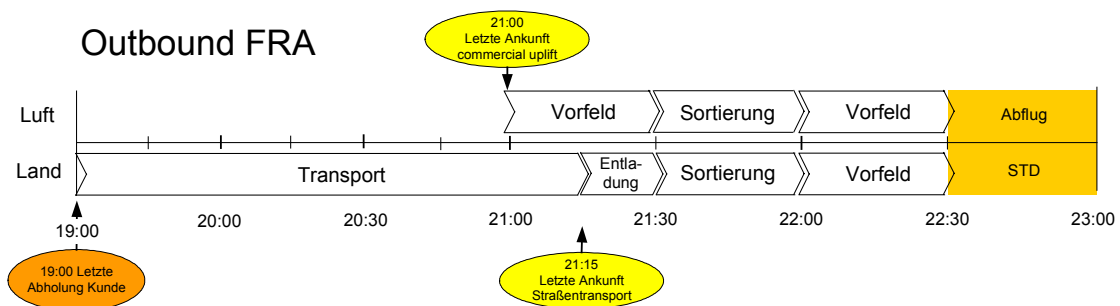 21:00
Letzte Ankunft
commercial uplift
Outbound FRA
Luft
Vorfeld
Sortierung
Vorfeld
Abflug
Land
Transport
Entla-
dung
Sortierung
Vorfeld
STD
19:00
20:00
20:30
21:00
21:30
22:00
22:30
23:00
19:00 Letzte
Abholung Kunde
21:15
Letzte Ankunft
Straßentransport